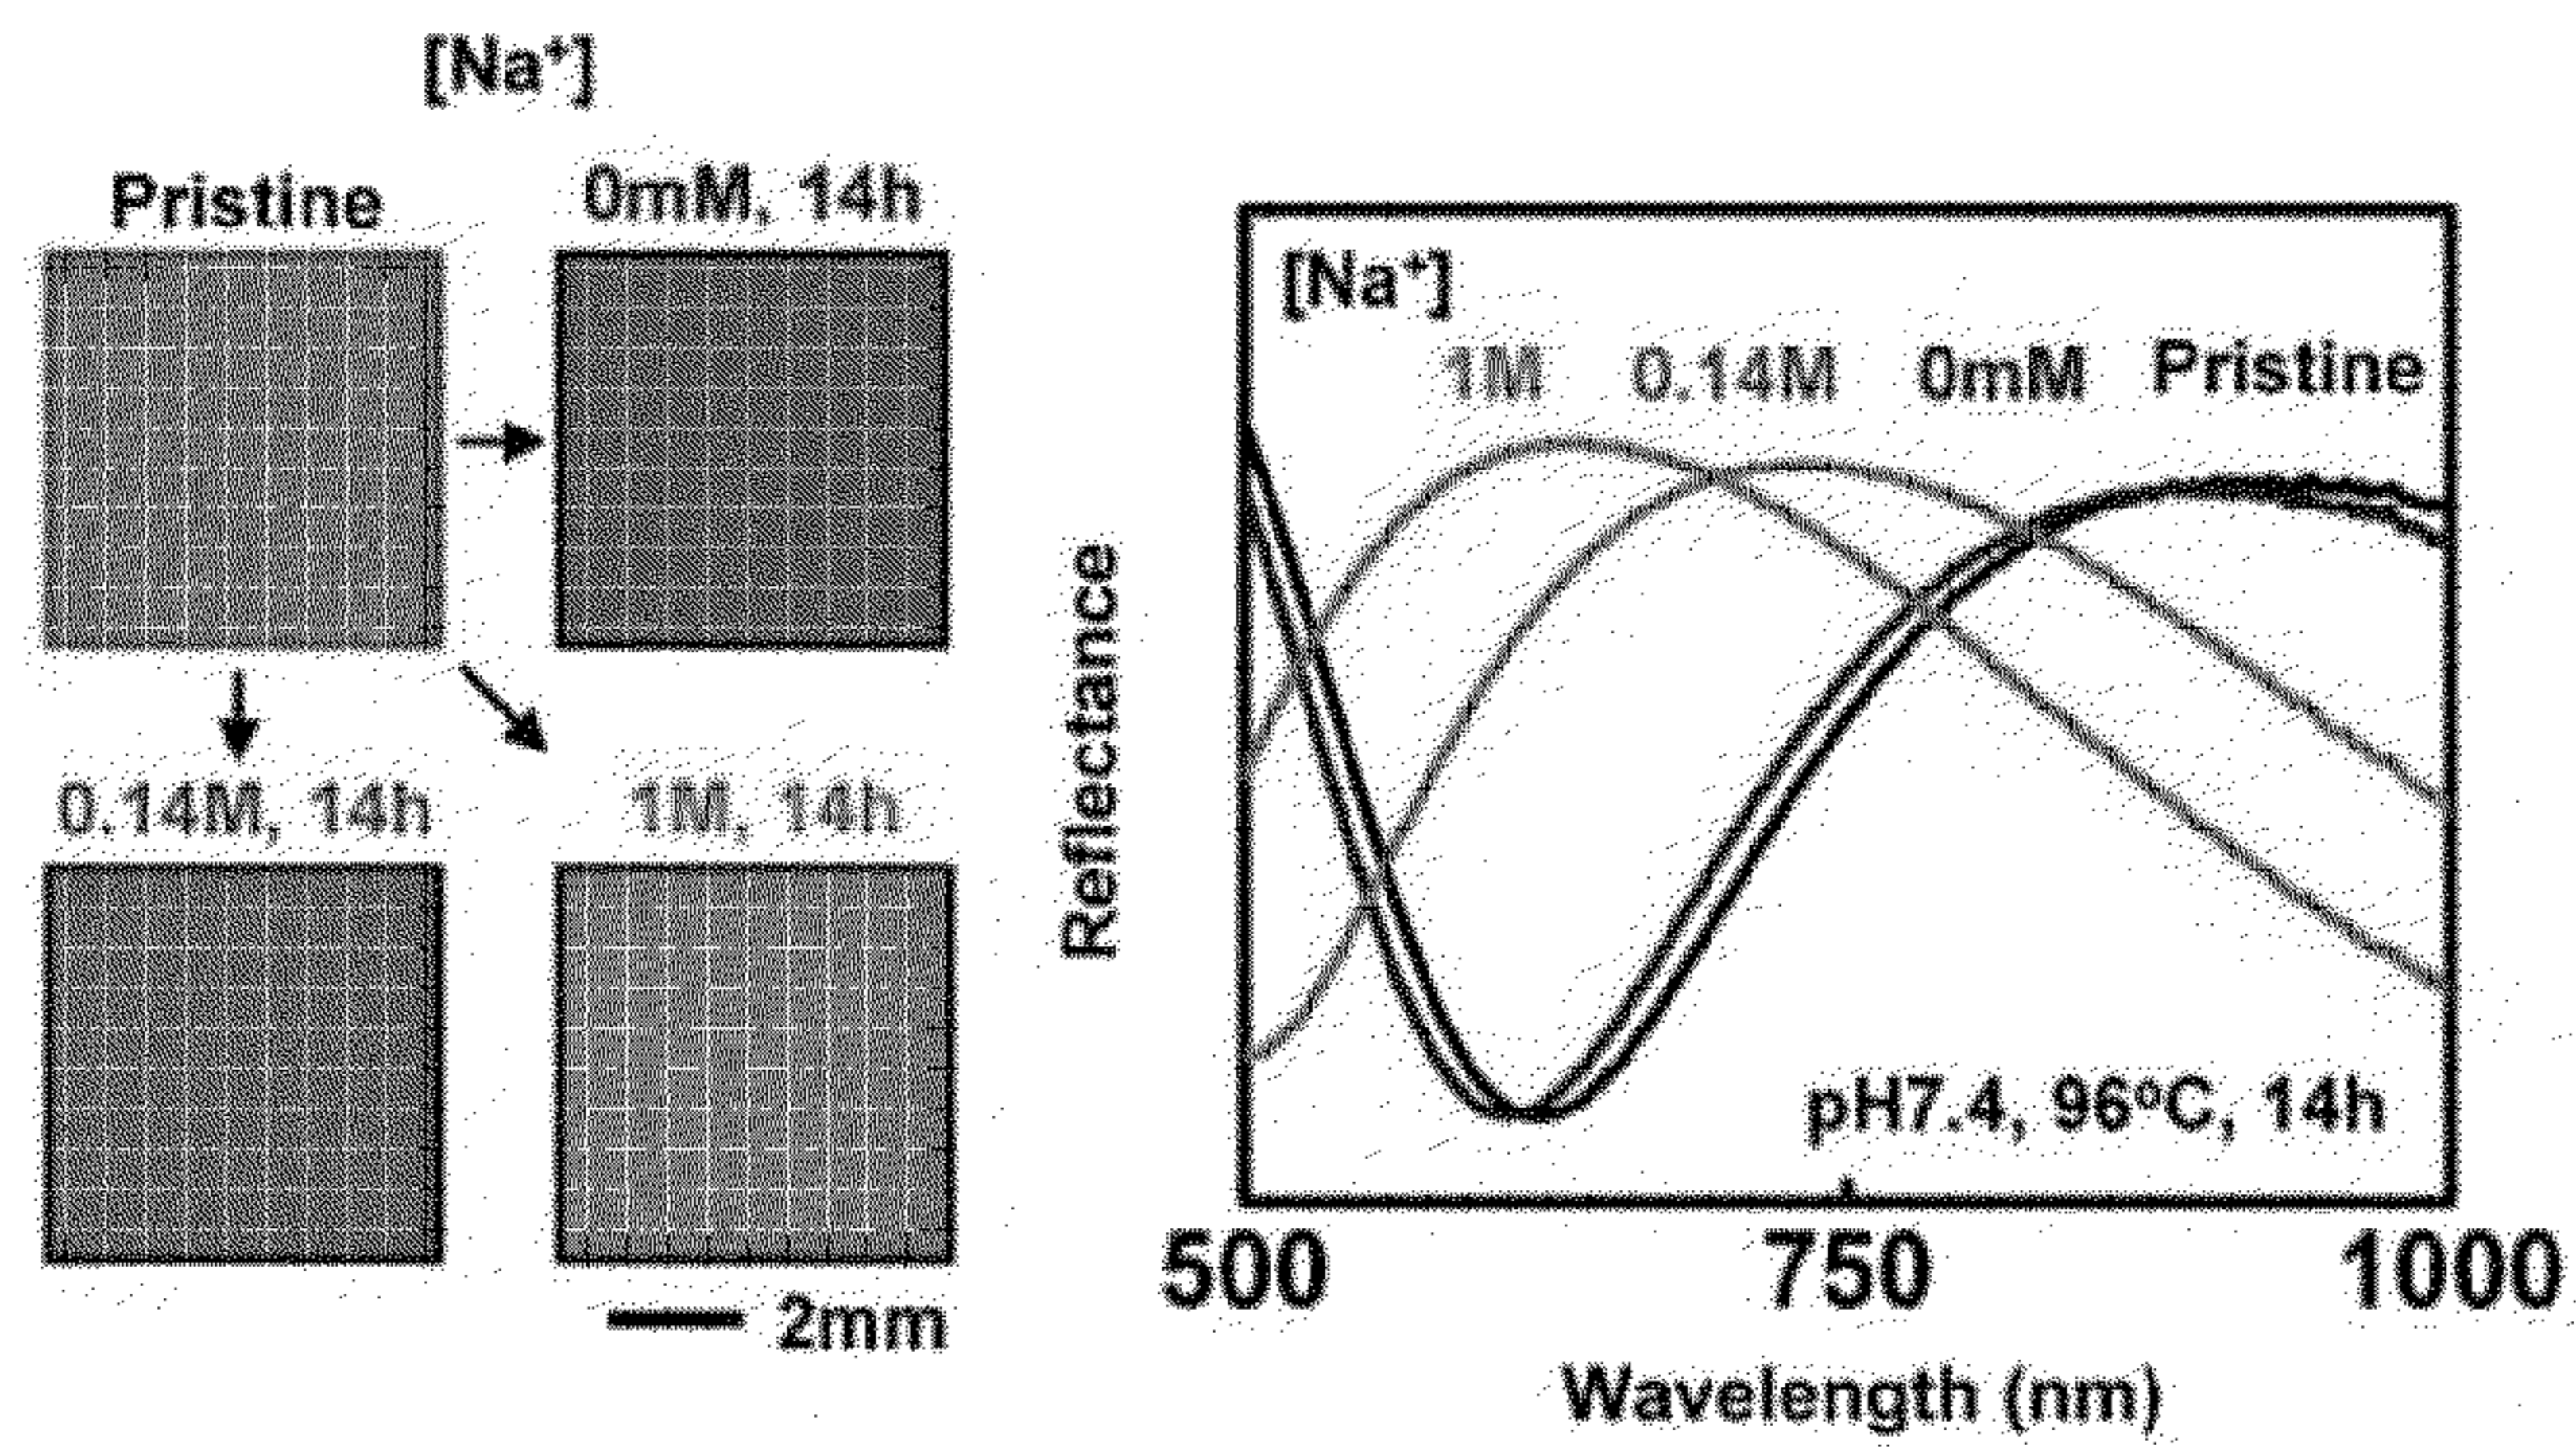 [Na⁺]
Pristine
0mM, 14h
0.14M, 14h
1M, 14h
2mm
[Na⁺]
1M 0.14M 0mM Pristine
Reflectance
pH7.4, 96ºC, 14h
500 750 1000
Wavelength (nm)